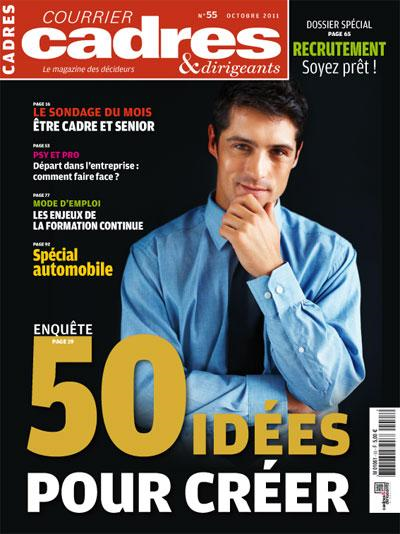 CADRES
COURRIER
cadres
& dirigeants
Le magazine des décideurs
N°55 OCTOBRE 2011
DOSSIER SPÉCIAL
PAGE 65
RECRUTEMENT
Soyez prêt !
PAGE 16
LE SONDAGE DU MOIS
ÊTRE CADRE ET SENIOR
PAGE 53
PSY ET PRO
Départ dans l'entreprise :
comment faire face ?
PAGE 77
MODE D'EMPLOI
LES ENJEUX DE
LA FORMATION CONTINUE
PAGE 92
Spécial
automobile
ENQUÊTE
PAGE 29
50 IDÉES
POUR CRÉER